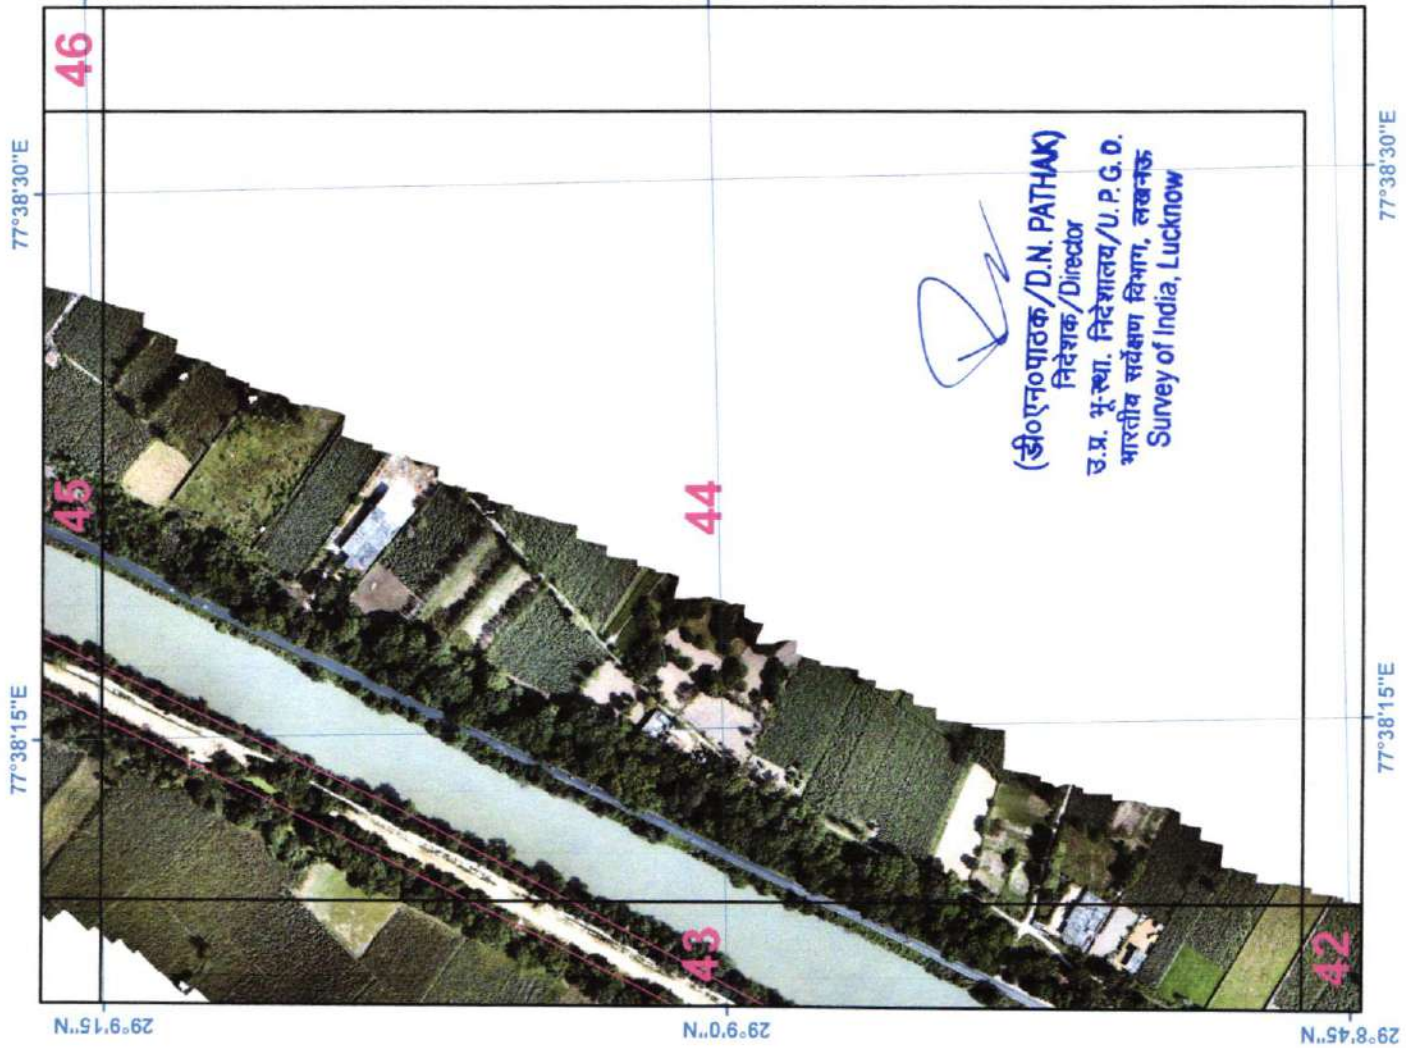 46
77°38'30"E
77°38'30"E
45
44
77°38'15"E
77°38'15"E
43
42
29°9'15"N
29°9'0"N
29°8'45"N
(डी०एन०पाठक/D.N. PATHAK)
निदेशक/Director
उ.प्र. भू-स्था. निदेशालय/U.P.G.D.
भारतीय सर्वेक्षण विभाग, लखनऊ
Survey of India, Lucknow